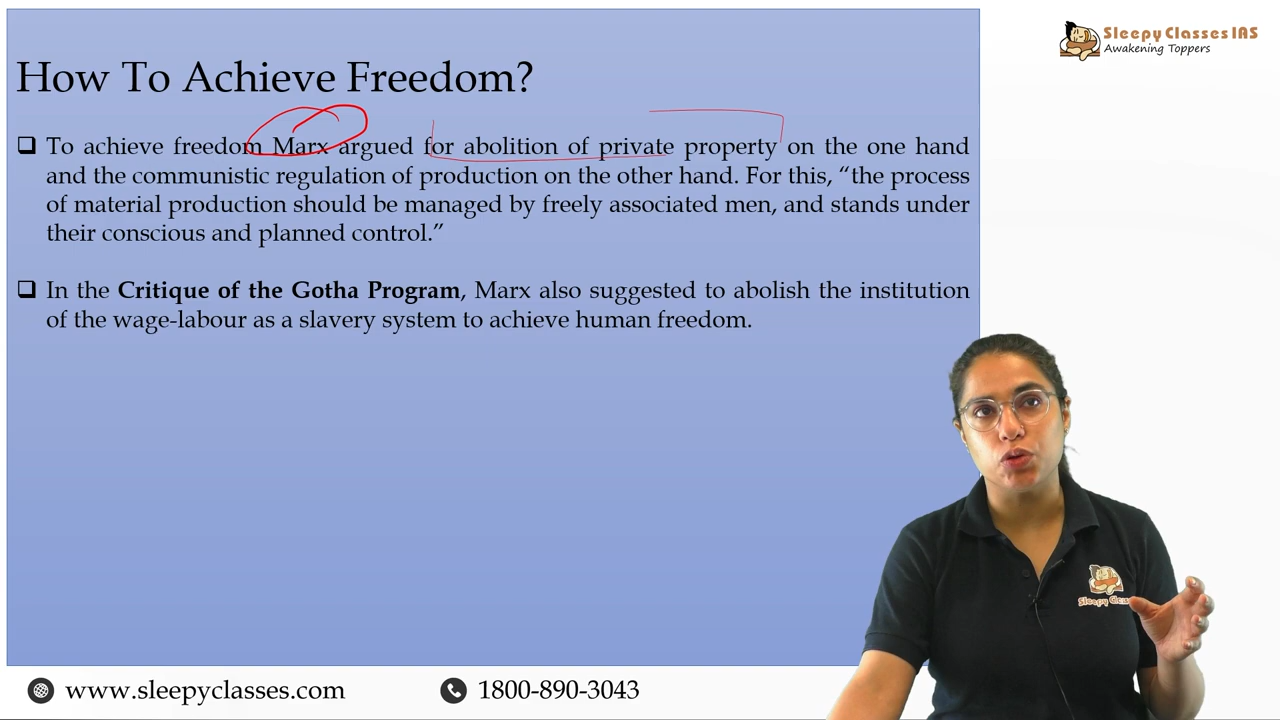 Sleepy Classes IAS
Awakening Toppers
How To Achieve Freedom?
❑ To achieve freedom Marx argued for abolition of private property on the one hand
and the communistic regulation of production on the other hand. For this, “the process
of material production should be managed by freely associated men, and stands under
their conscious and planned control.”
❑ In the Critique of the Gotha Program, Marx also suggested to abolish the institution
of the wage-labour as a slavery system to achieve human freedom.
www.sleepyclasses.com
1800-890-3043